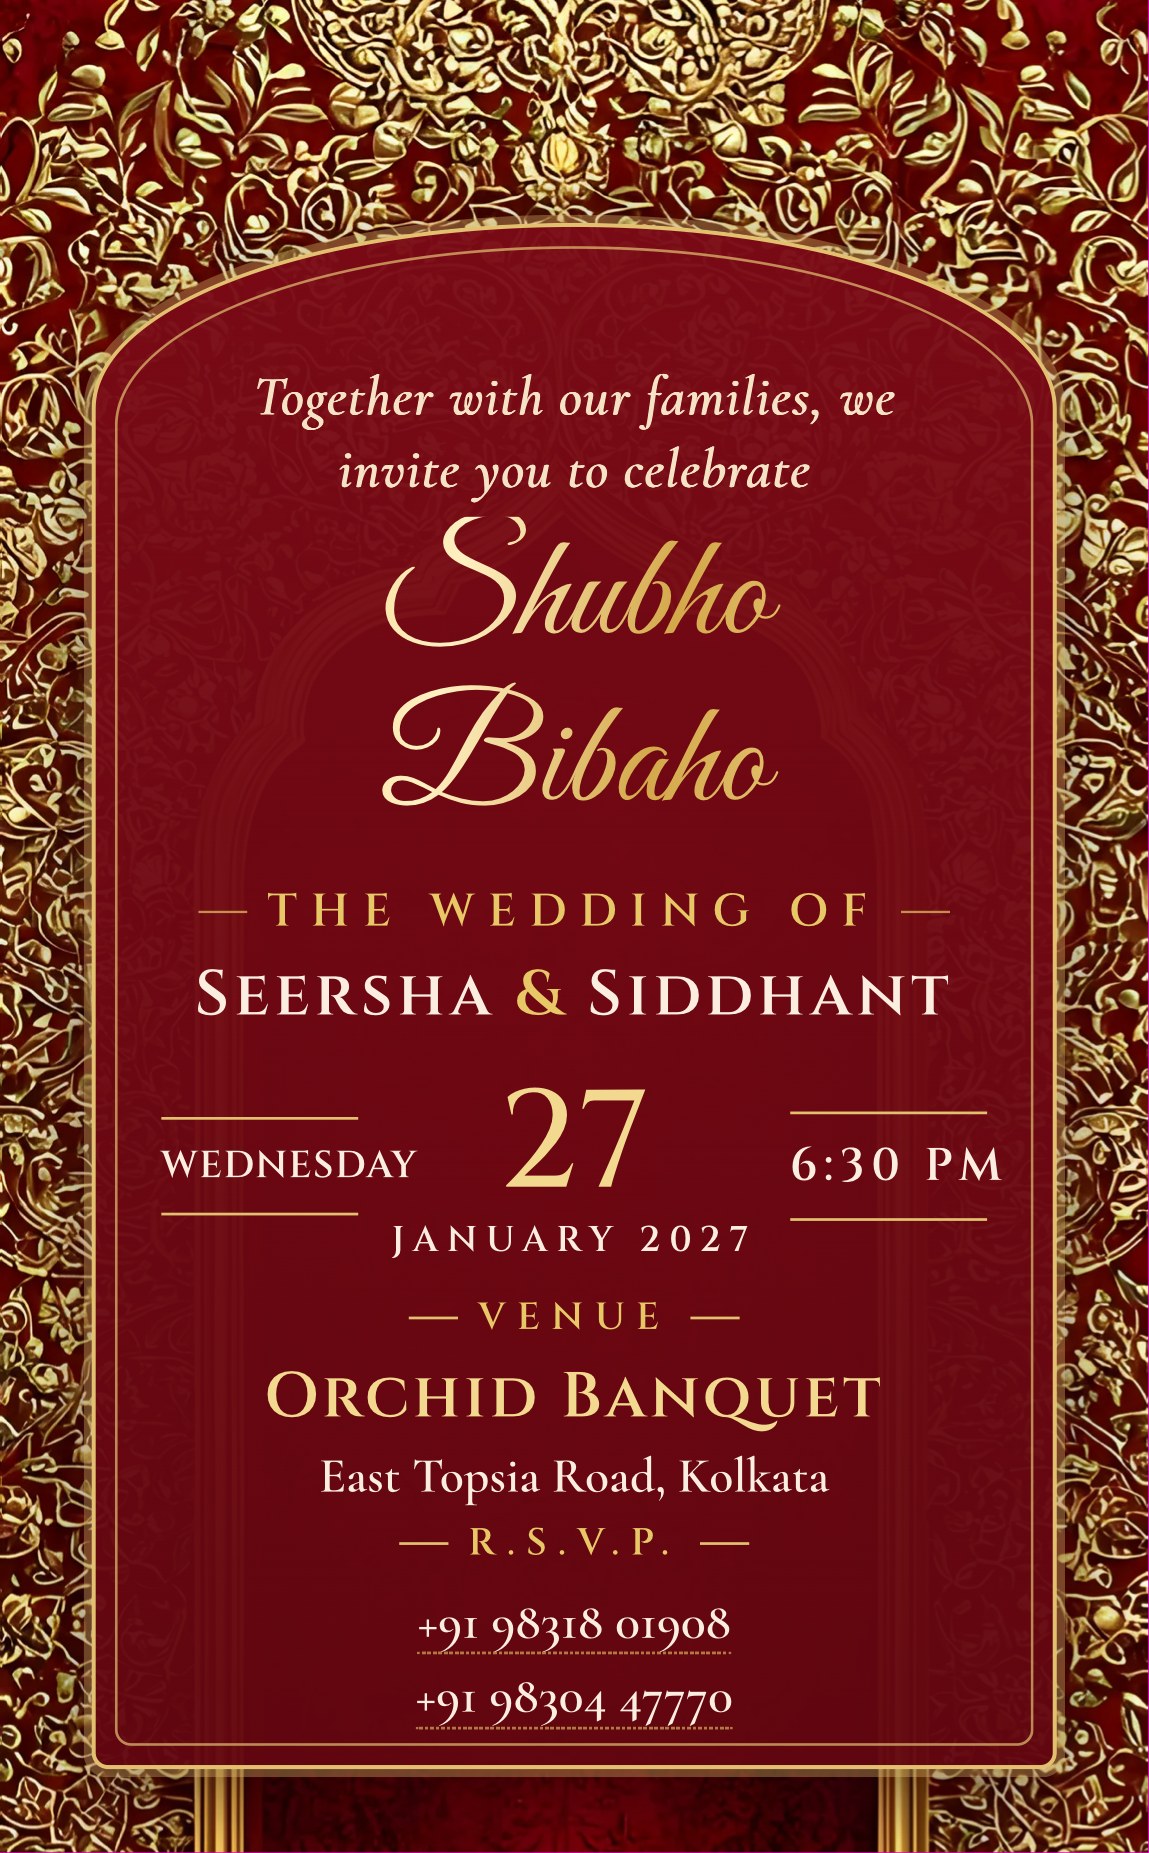 Together with our families, we
invite you to celebrate
Shubho
Bibaho
THE WEDDING OF
SEERSHA & SIDDHANT
WEDNESDAY
27
6:30 PM
JANUARY 2027
VENUE
ORCHID BANQUET
East Topsia Road, Kolkata
R.S.V.P.
+91 98318 01908
+91 98304 47770